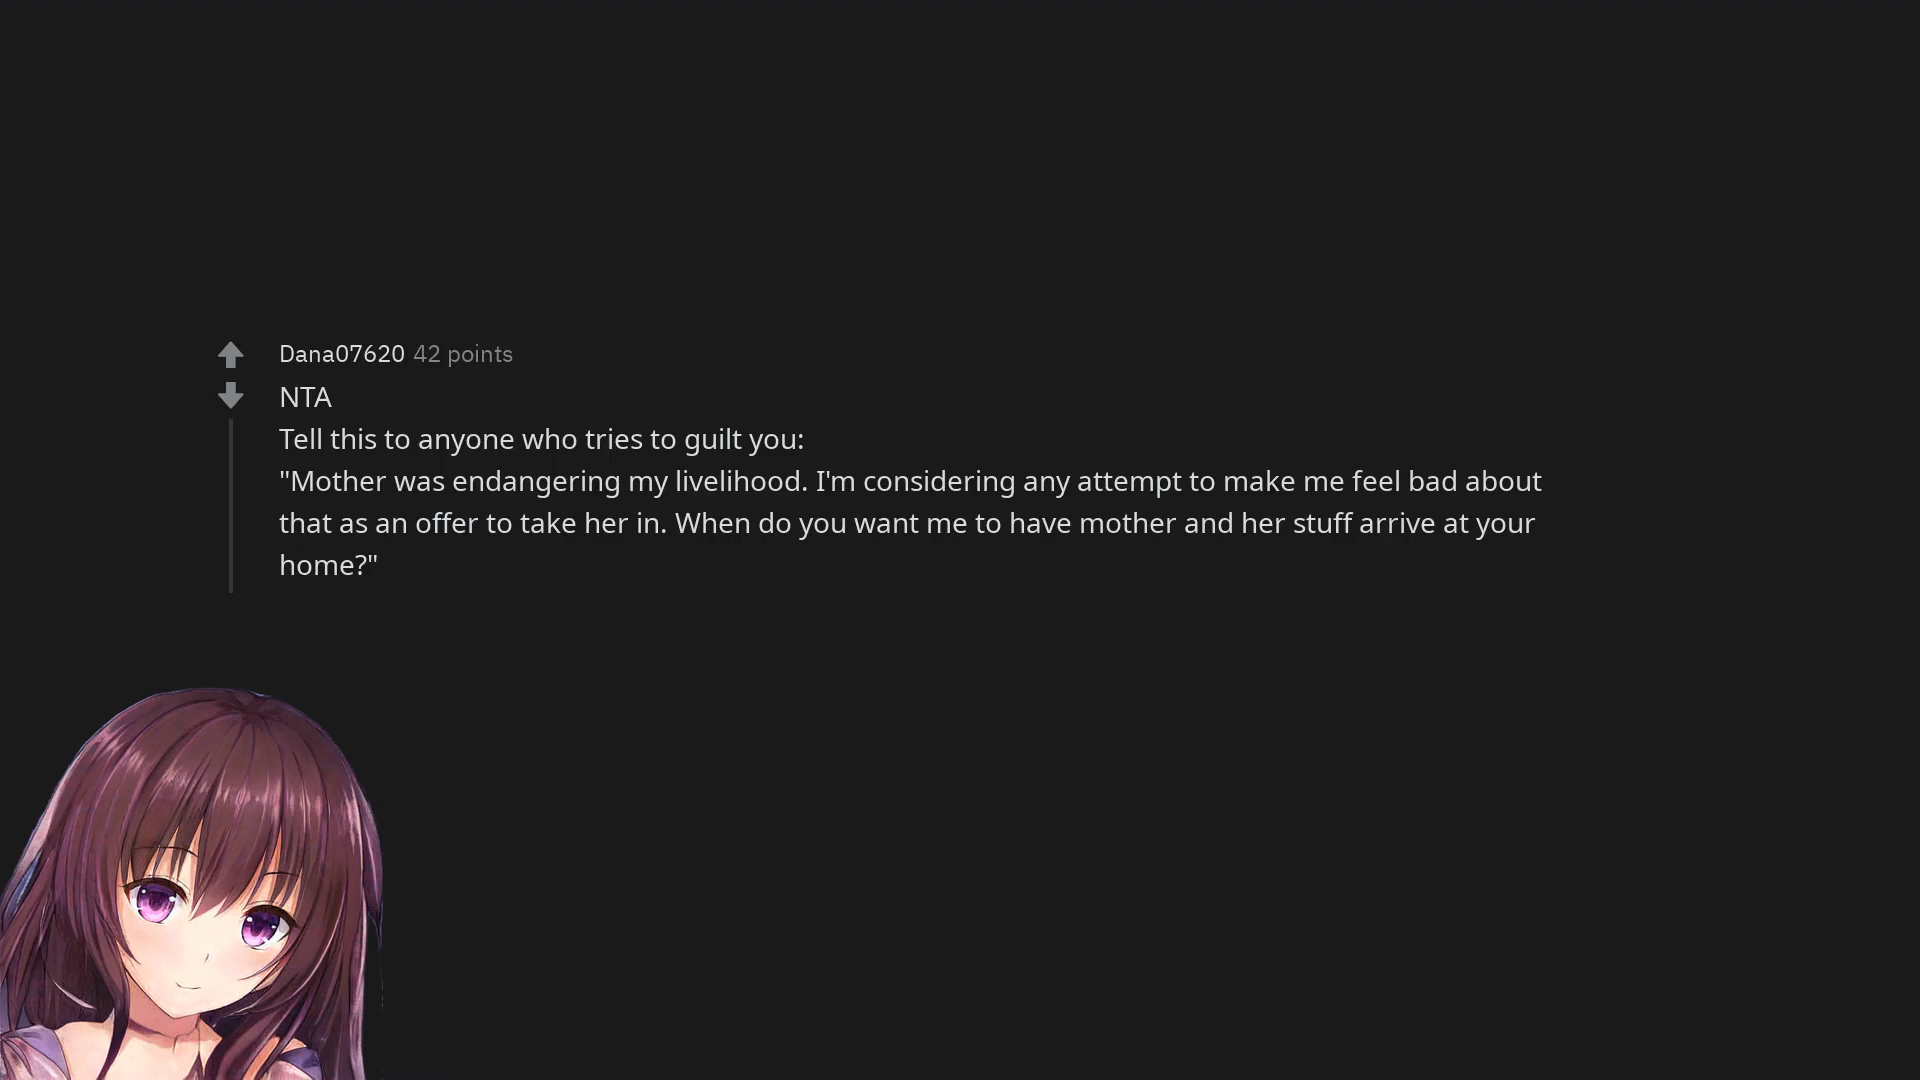 Dana07620 42 points
NTA
Tell this to anyone who tries to guilt you:
"Mother was endangering my livelihood. I'm considering any attempt to make me feel bad about
that as an offer to take her in. When do you want me to have mother and her stuff arrive at your
home?"